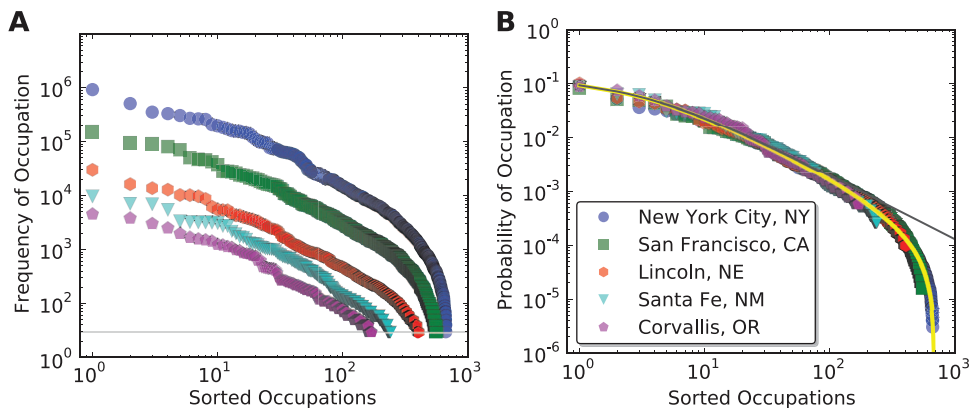 A
B
Frequency of Occupation
10^6
10^5
10^4
10^3
10^2
10^1
10^0
10^0
10^1
10^2
10^3
Sorted Occupations
Probability of Occupation
10^0
10^-1
10^-2
10^-3
10^-4
10^-5
10^-6
New York City, NY
San Francisco, CA
Lincoln, NE
Santa Fe, NM
Corvallis, OR
10^0
10^1
10^2
10^3
Sorted Occupations